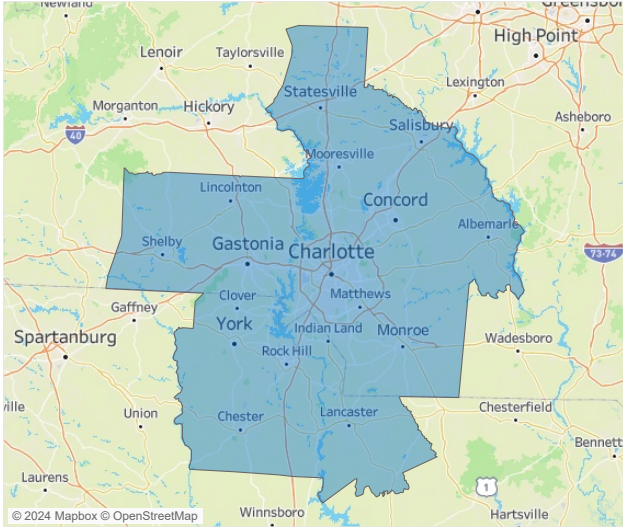 Newland
Greensboro
High Point
Lenoir
Taylorsville
Lexington
Statesville
Morganton
Hickory
Asheboro
Salisbury
40
Mooresville
Lincolnton
Concord
Albemarle
Shelby
Gastonia
Charlotte
73-74
Clover
Matthews
Gaffney
York
Indian Land
Monroe
Spartanburg
Wadesboro
Rock Hill
ville
Union
Chester
Lancaster
Chesterfield
Bennett
Laurens
1
Winnsboro
Hartsville
© 2024 Mapbox © OpenStreetMap